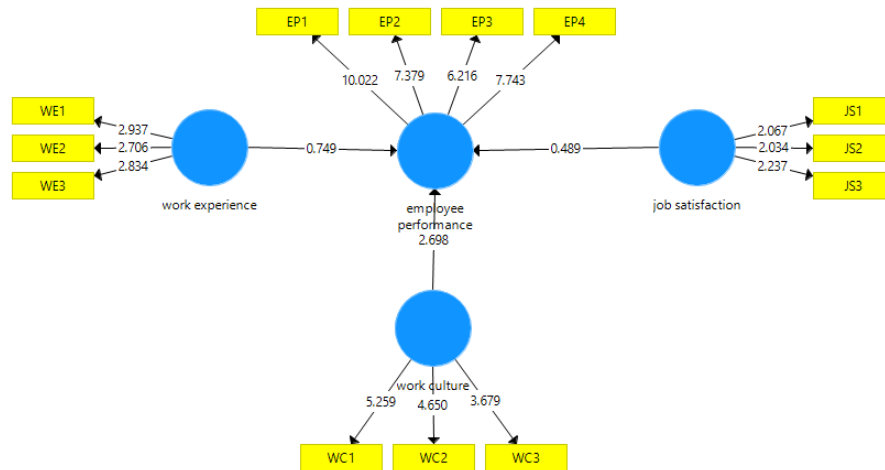 EP1 EP2 EP3 EP4
10.022 7.379 6.216 7.743
WE1
WE2
WE3
2.937
2.706
2.834
work experience
0.749
employee
performance
0.489
job satisfaction
2.067
2.034
2.237
JS1
JS2
JS3
2.698
work culture
5.259 4.650 3.679
WC1 WC2 WC3